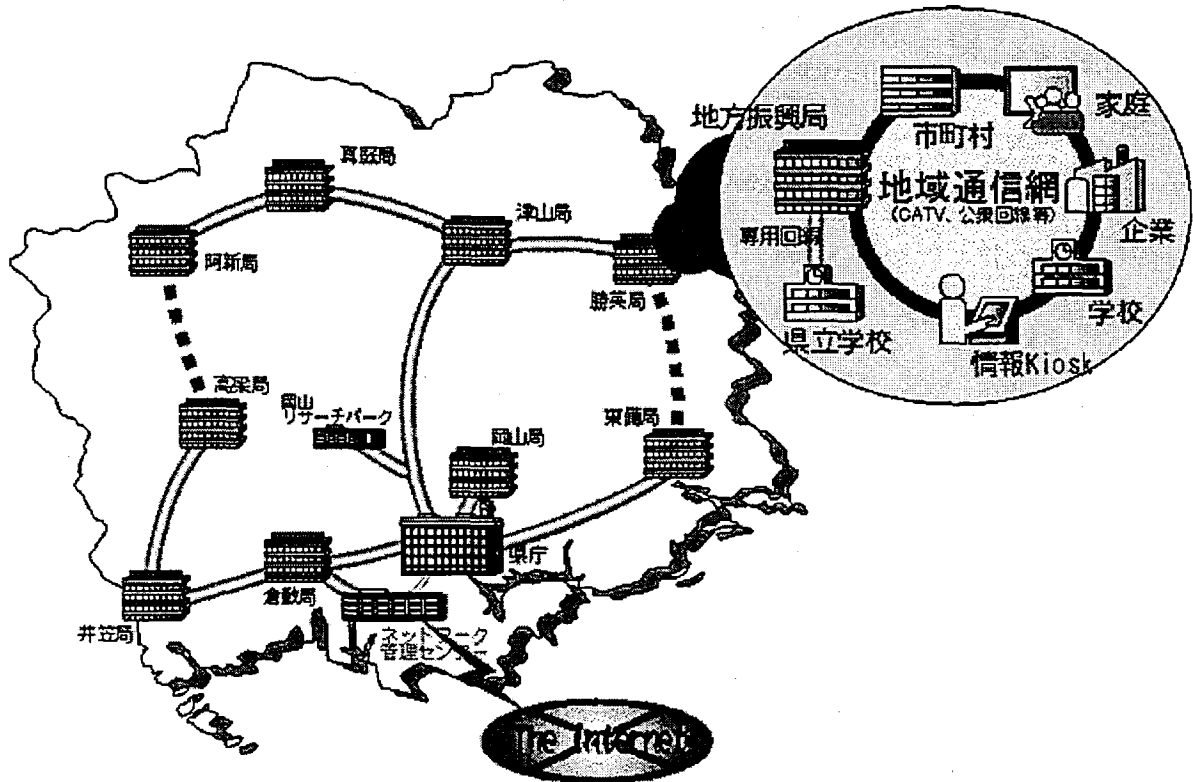 地方振興局
市町村
家庭
地域通信網
(CATV、公衆回線等)
企業
専用回線
学校
県立学校
情報Kiosk
真庭局
津山局
阿新局
勝英局
高梁局
岡山
リサーチパーク
岡山局
東備局
県庁
倉敷局
井笠局
ネットワーク
管理センター
The Internet